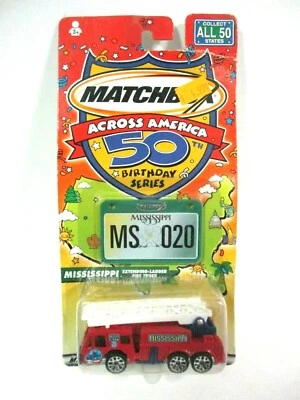 COLLECT
ALL 50
STATES
MATCHBOX
ACROSS AMERICA
50TH
BIRTHDAY
SERIES
MISSISSIPPI
MS 020
MISSISSIPPI EXTENDING-LADDER
FIRE TRUCK
MISSISSIPPI